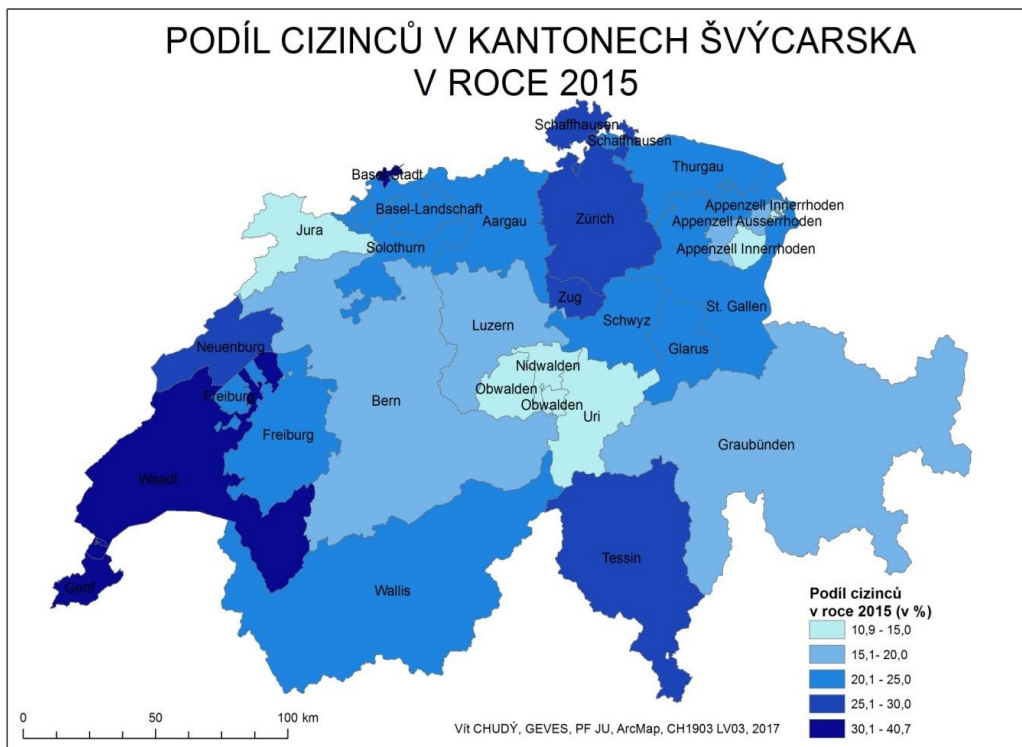 PODÍL CIZINCŮ V KANTONECH ŠVÝCARSKA
V ROCE 2015
Schaffhausen
Schaffhausen
Thurgau
Basel-Stadt
Basel-Landschaft
Aargau
Zürich
Appenzell Innerrhoden
Appenzell Ausserrhoden
Appenzell Innerrhoden
Jura
Solothurn
Zug
Schwyz
St. Gallen
Luzern
Glarus
Neuenburg
Nidwalden
Obwalden
Obwalden
Uri
Freiburg
Bern
Freiburg
Graubünden
Waadt
Tessin
Genf
Wallis
Podíl cizinců
v roce 2015 (v %)
10,9 - 15,0
15,1- 20,0
20,1 - 25,0
25,1 - 30,0
30,1 - 40,7
0 50 100 km
Vít CHUDÝ, GEVES, PF JU, ArcMap, CH1903 LV03, 2017